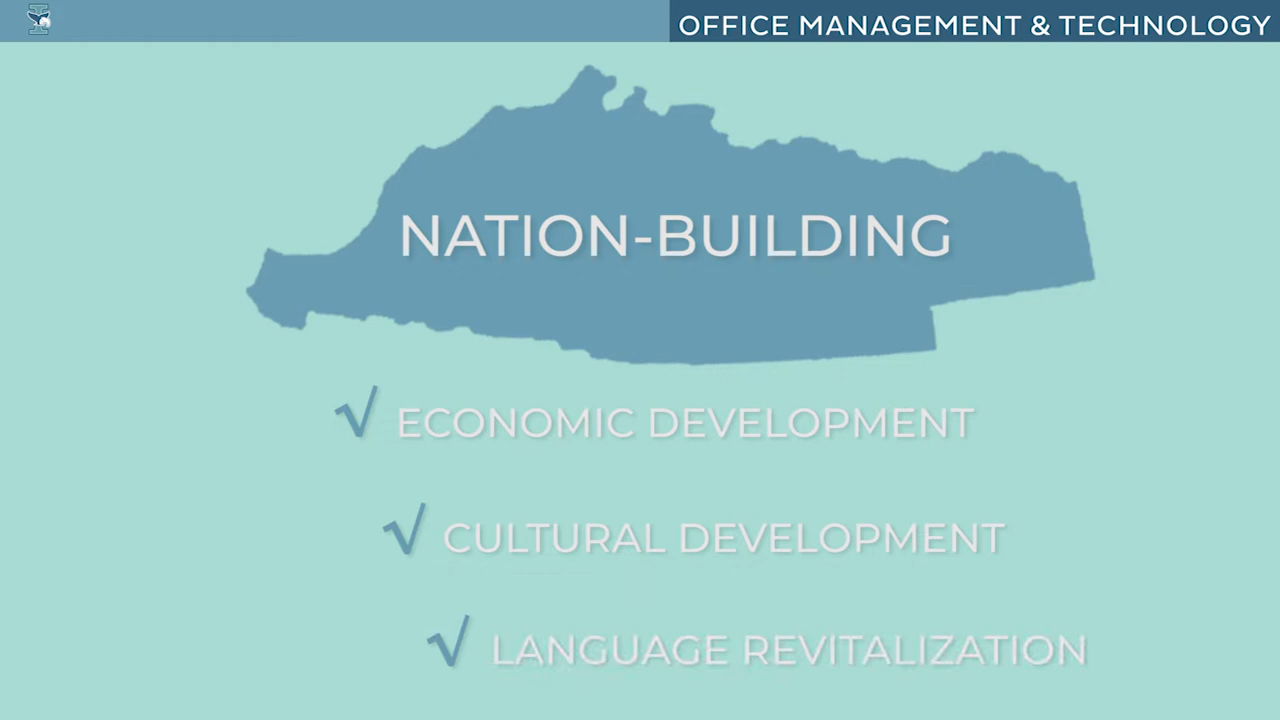 OFFICE MANAGEMENT & TECHNOLOGY
NATION-BUILDING
√ ECONOMIC DEVELOPMENT
√ CULTURAL DEVELOPMENT
√ LANGUAGE REVITALIZATION